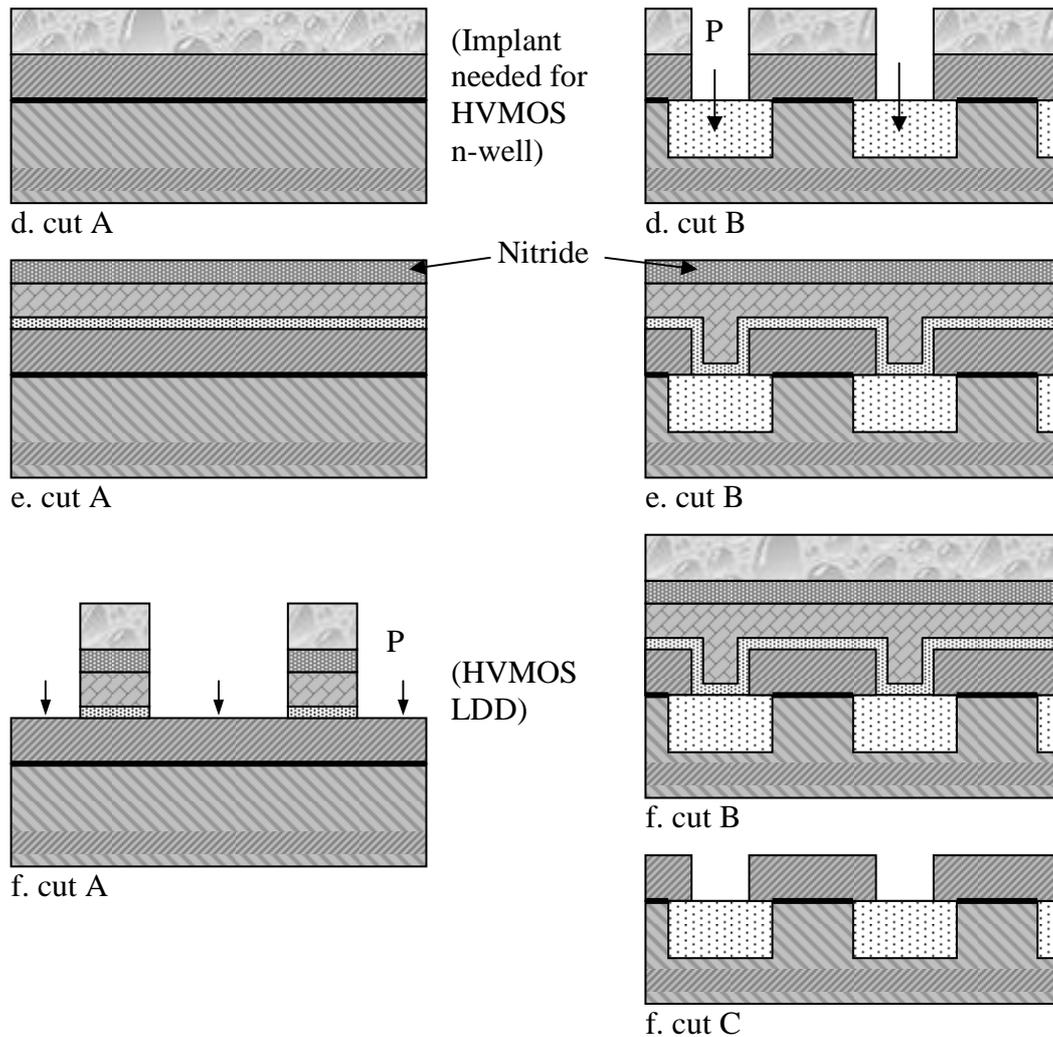 (Implant
needed for
HVMOS
n-well)
P
d. cut A
d. cut B
Nitride
e. cut A
e. cut B
P
(HVMOS
LDD)
f. cut B
f. cut A
f. cut C